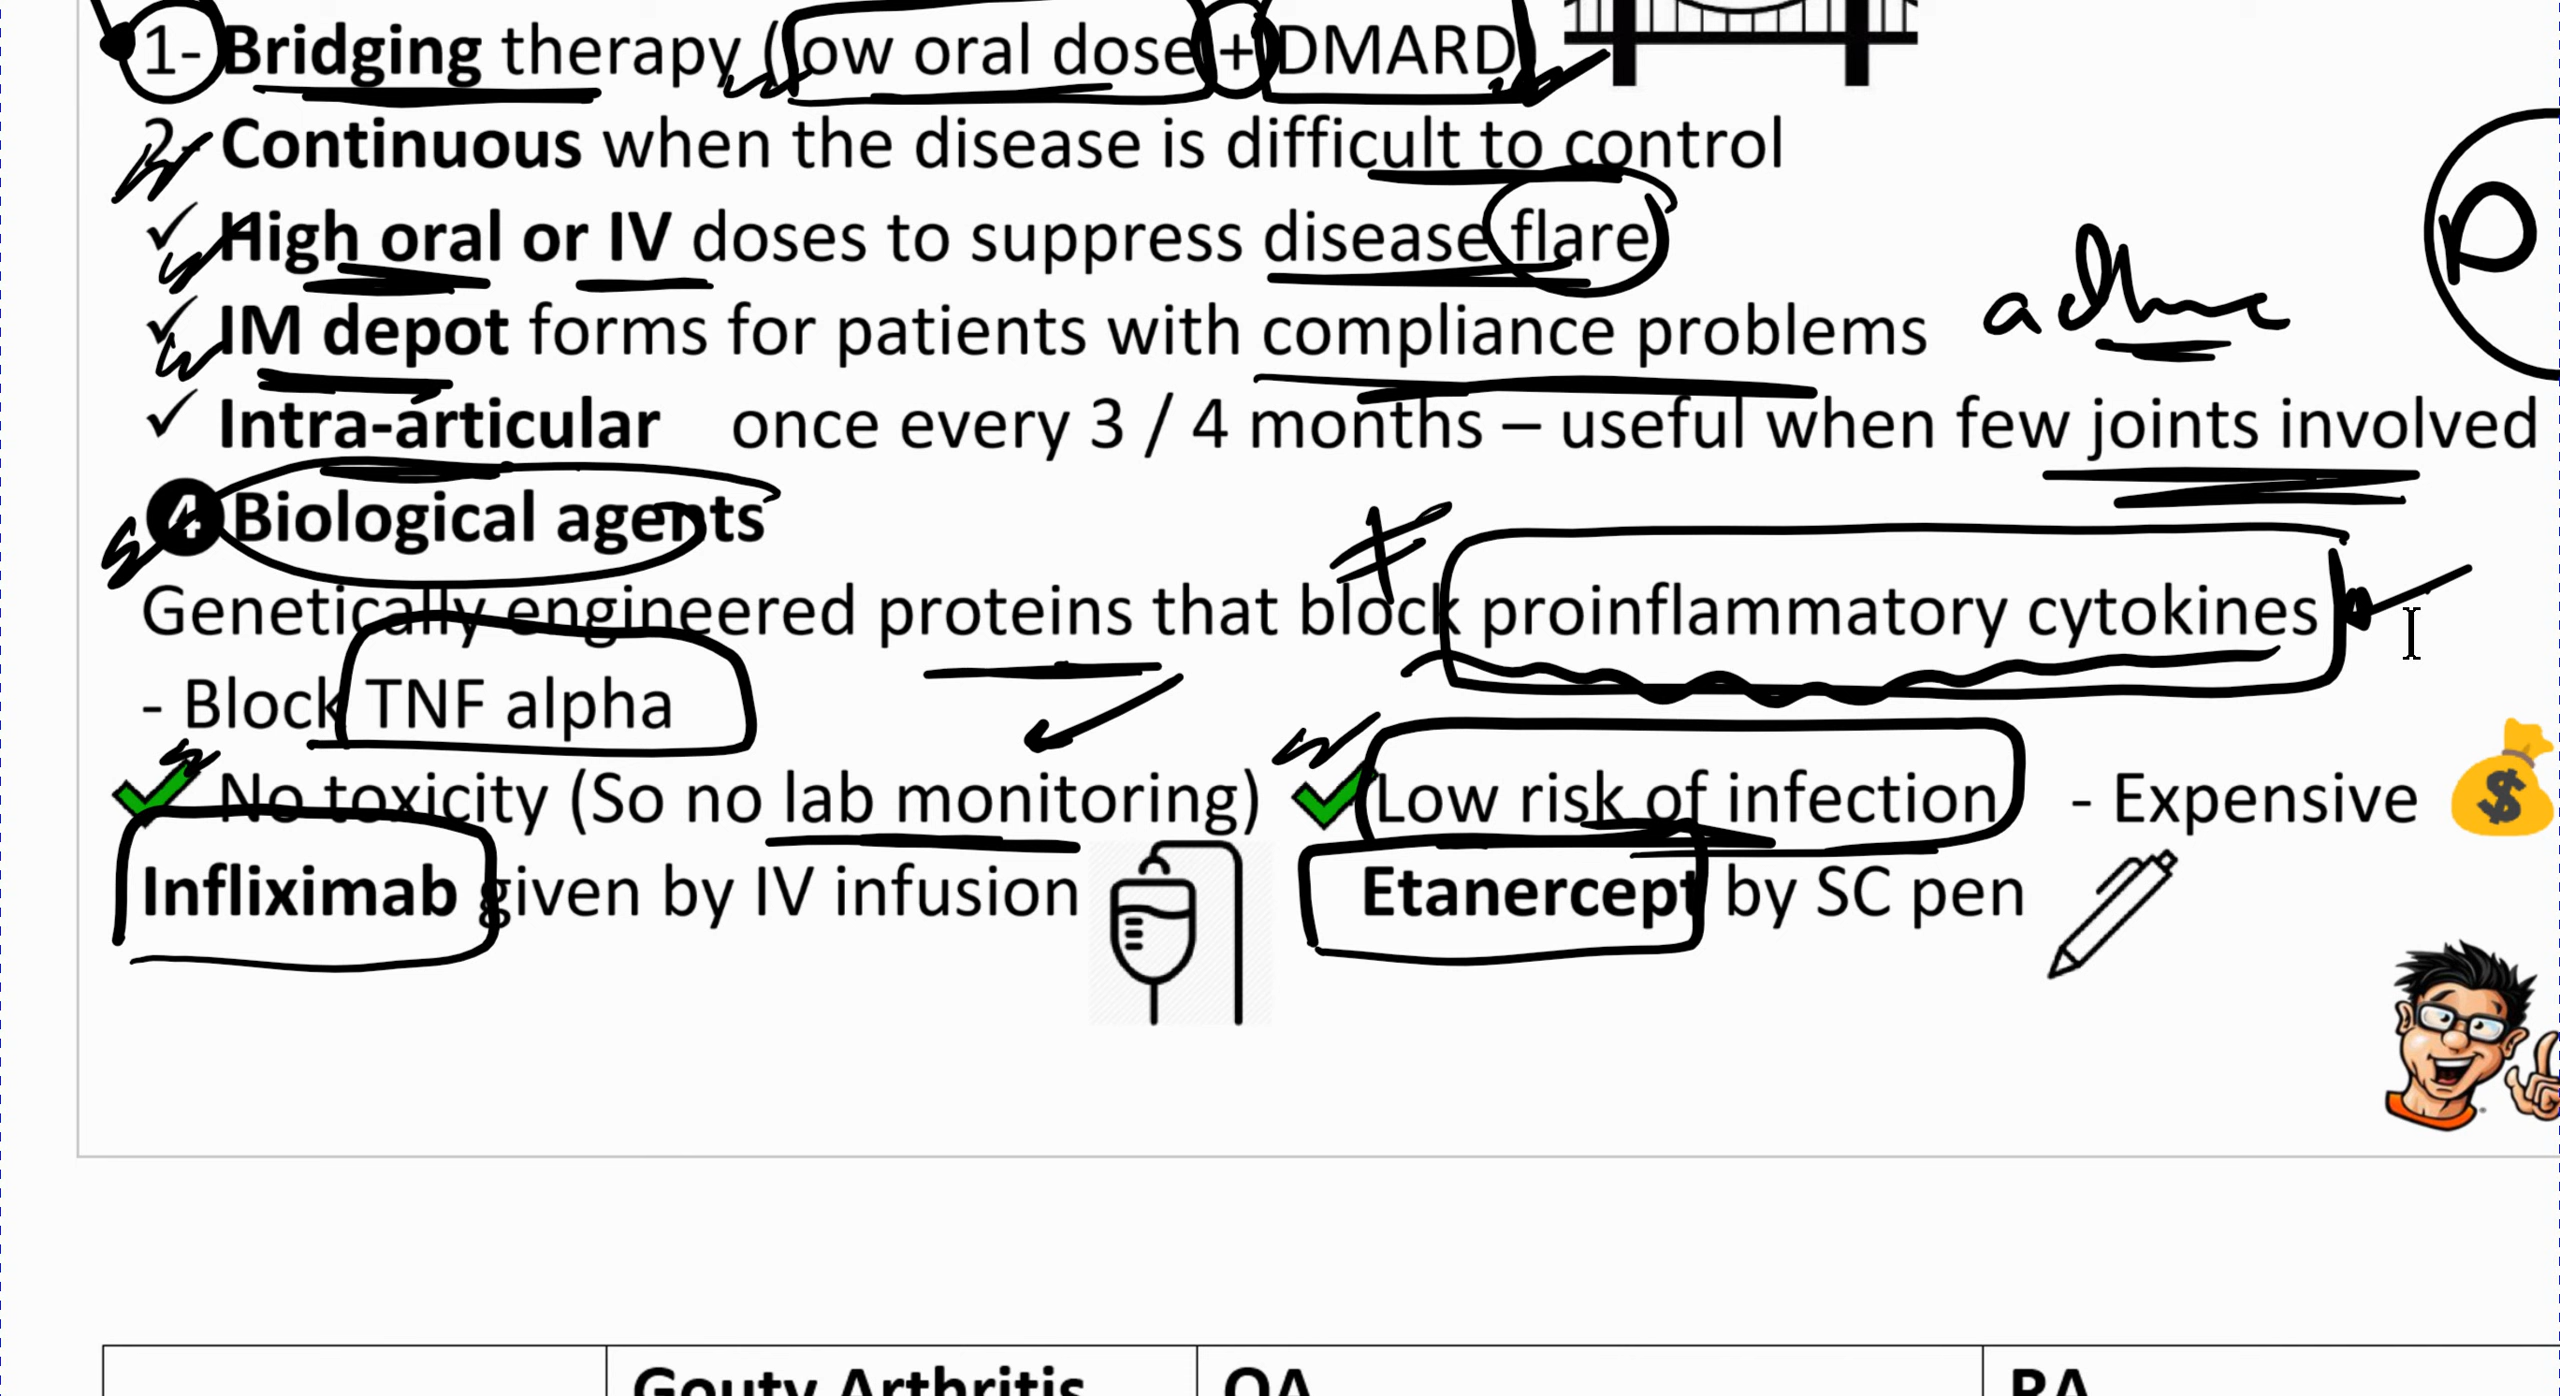 1- Bridging therapy (low oral dose + DMARD)
2- Continuous when the disease is difficult to control
✓ High oral or IV doses to suppress disease flare
✓ IM depot forms for patients with compliance problems
✓ Intra-articular once every 3 / 4 months – useful when few joints involved
4 Biological agents
Genetically engineered proteins that block proinflammatory cytokines
- Block TNF alpha
✓ No toxicity (So no lab monitoring) ✓ Low risk of infection - Expensive $
Infliximab given by IV infusion Etanercept by SC pen
Gouty Arthritis OA RA